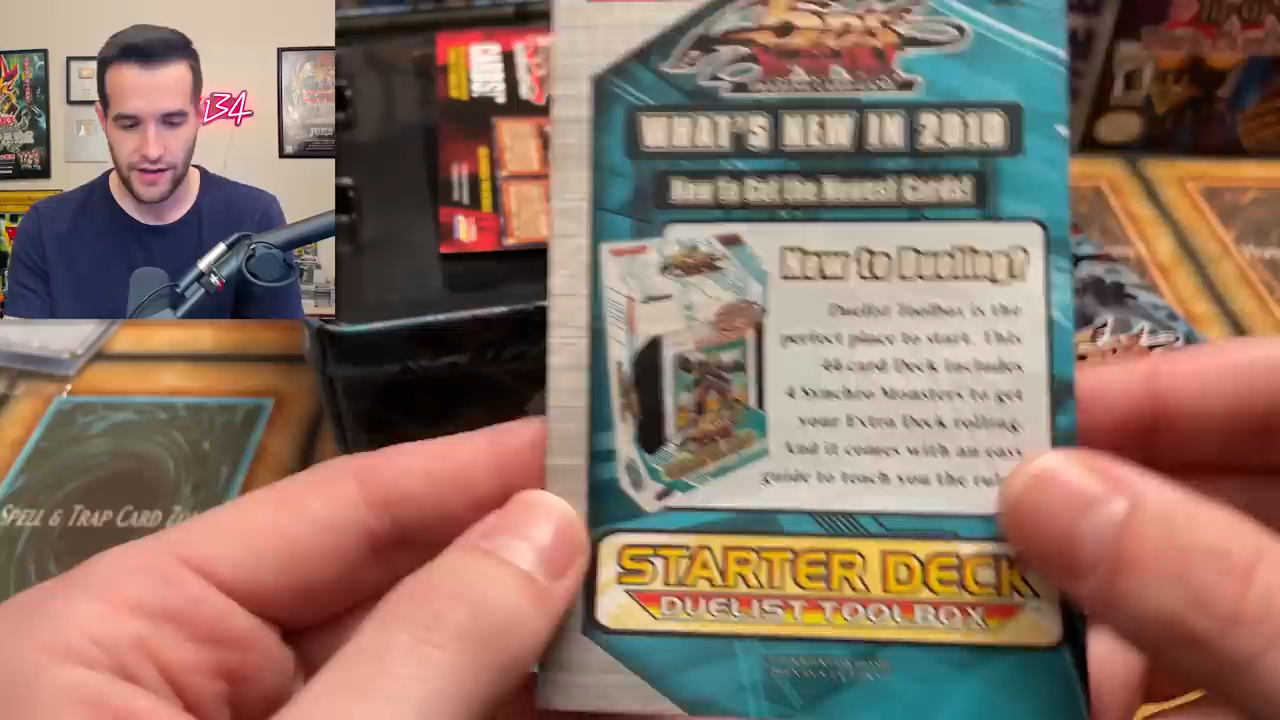 134
WHAT'S NEW IN 2010
How to Get the Newest Cards!
New to Dueling?
Duelist Toolbox is the
perfect place to start. This
44 card Deck includes
4 Synchro Monsters to get
your Extra Deck rolling.
And it comes with an easy
guide to teach you the rul
STARTER DECK
DUELIST TOOLBOX
SPELL & TRAP CARD ZO